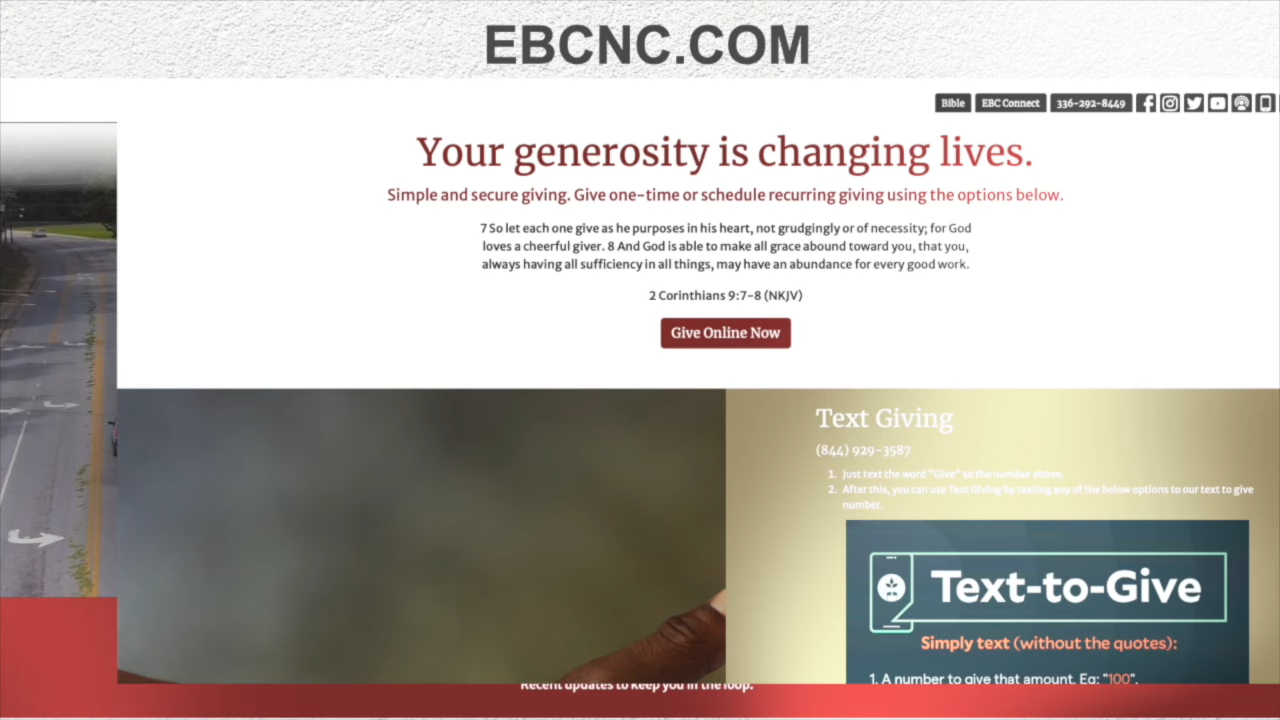 EBCNC.COM
Bible EBC Connect 336-292-8449
Your generosity is changing lives.
Simple and secure giving. Give one-time or schedule recurring giving using the options below.
7 So let each one give as he purposes in his heart, not grudgingly or of necessity; for God
loves a cheerful giver. 8 And God is able to make all grace abound toward you, that you,
always having all sufficiency in all things, may have an abundance for every good work.
2 Corinthians 9:7-8 (NKJV)
Give Online Now
Text Giving
(844) 929-3587
1. Just text the word "Give" to the number above.
2. After this, you can use Text Giving by texting any of the below options to our text to give
number.
Text-to-Give
Simply text (without the quotes):
1. A number to give that amount. Eg: "100".
Recent updates to keep you in the loop.